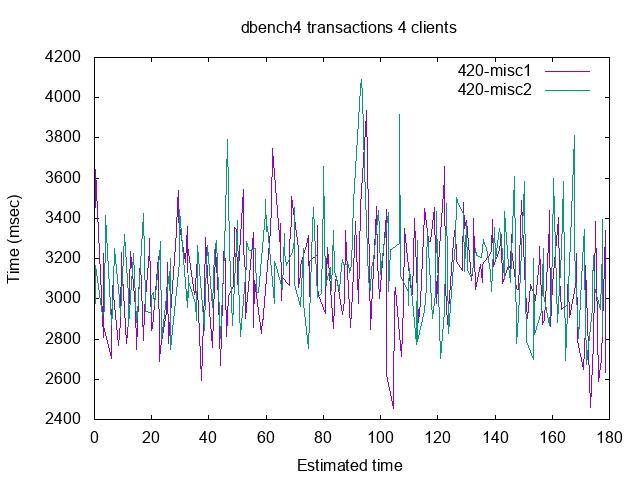 dbench4 transactions 4 clients
420-misc1
420-misc2
4200
4000
3800
3600
3400
3200
3000
2800
2600
2400
Time (msec)
0 20 40 60 80 100 120 140 160 180
Estimated time